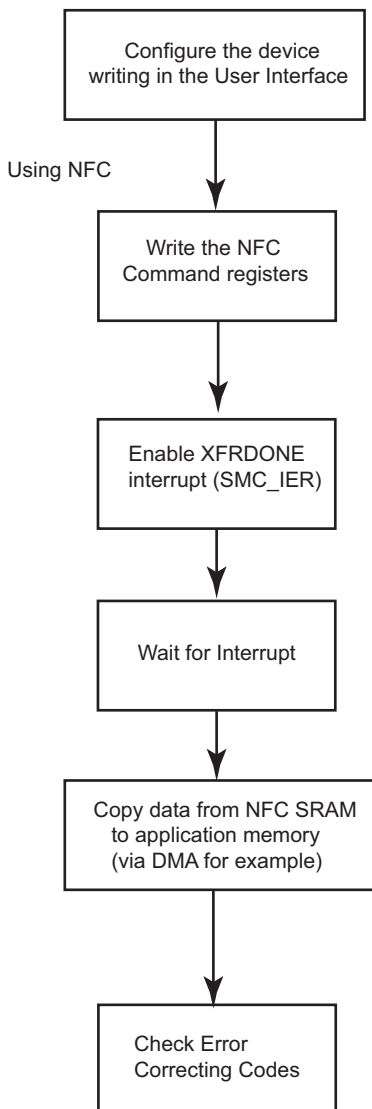 Configure the device
writing in the User Interface
Using NFC
Write the NFC
Command registers
Enable XFRDONE
interrupt (SMC_IER)
Wait for Interrupt
Copy data from NFC SRAM
to application memory
(via DMA for example)
Check Error
Correcting Codes